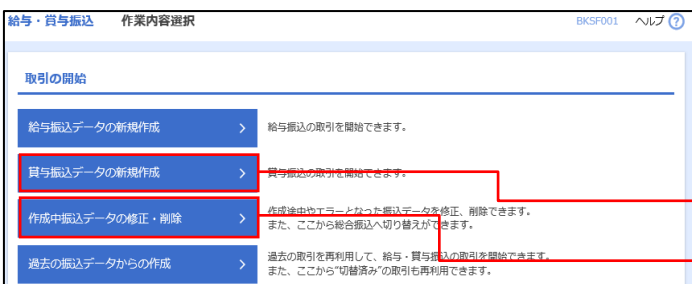 給与・賞与振込 作業内容選択 BKSF001 ヘルプ ?
取引の開始
給与振込データの新規作成 給与振込の取引を開始できます。
賞与振込データの新規作成 賞与振込の取引を開始できます。
作成中振込データの修正・削除 作成途中やエラーとなった振込データを修正、削除できます。
また、ここから総合振込へ切り替えができます。
過去の振込データからの作成 過去の取引を再利用して、給与・賞与振込の取引を開始できます。
また、ここから“切替済み”の取引も再利用できます。